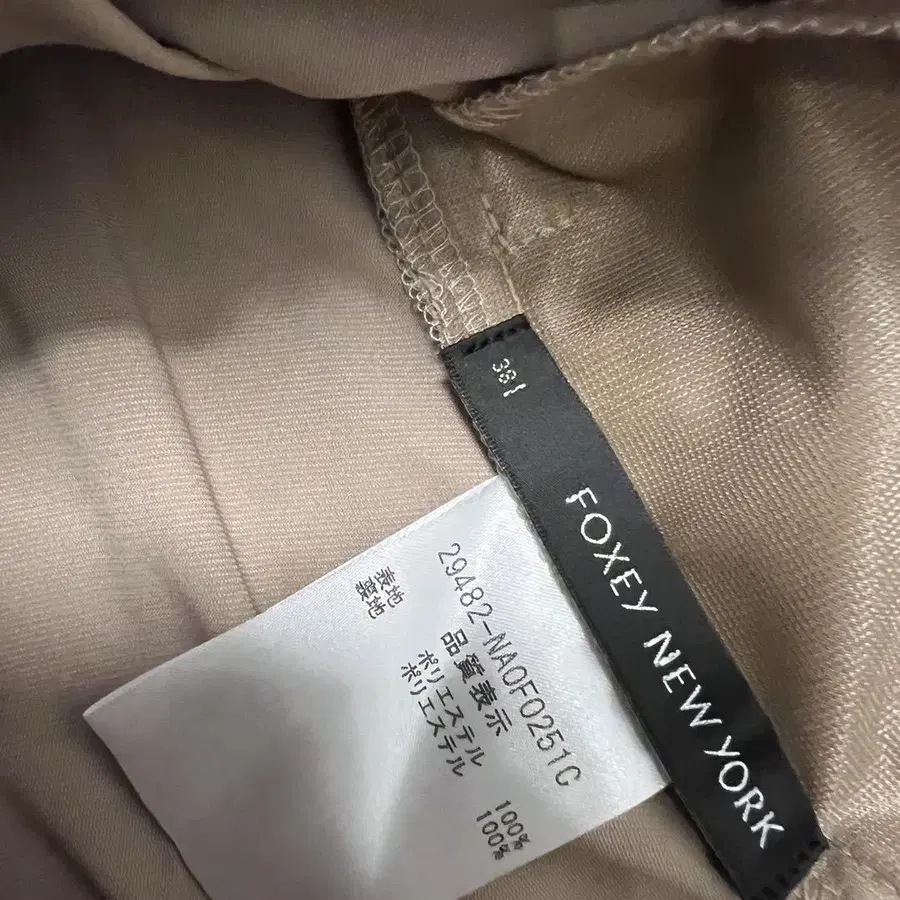 38
FOXEY NEW YORK
29482-NAOF0251G
品質表示
表地 ポリエステル 100%
裏地 ポリエステル 100%